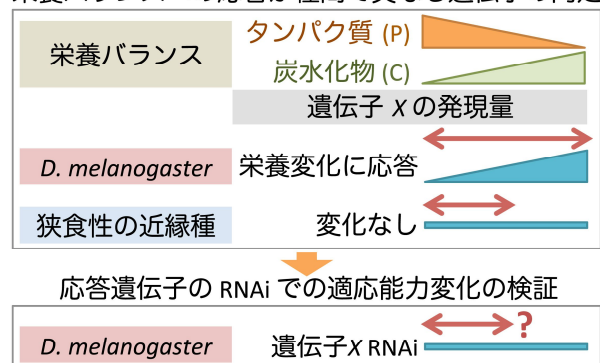 栄養バランス
タンパク質 (P)
炭水化物 (C)
遺伝子 X の発現量
D. melanogaster
栄養変化に応答
狭食性の近縁種
変化なし
応答遺伝子の RNAi での適応能力変化の検証
?
D. melanogaster
遺伝子X RNAi